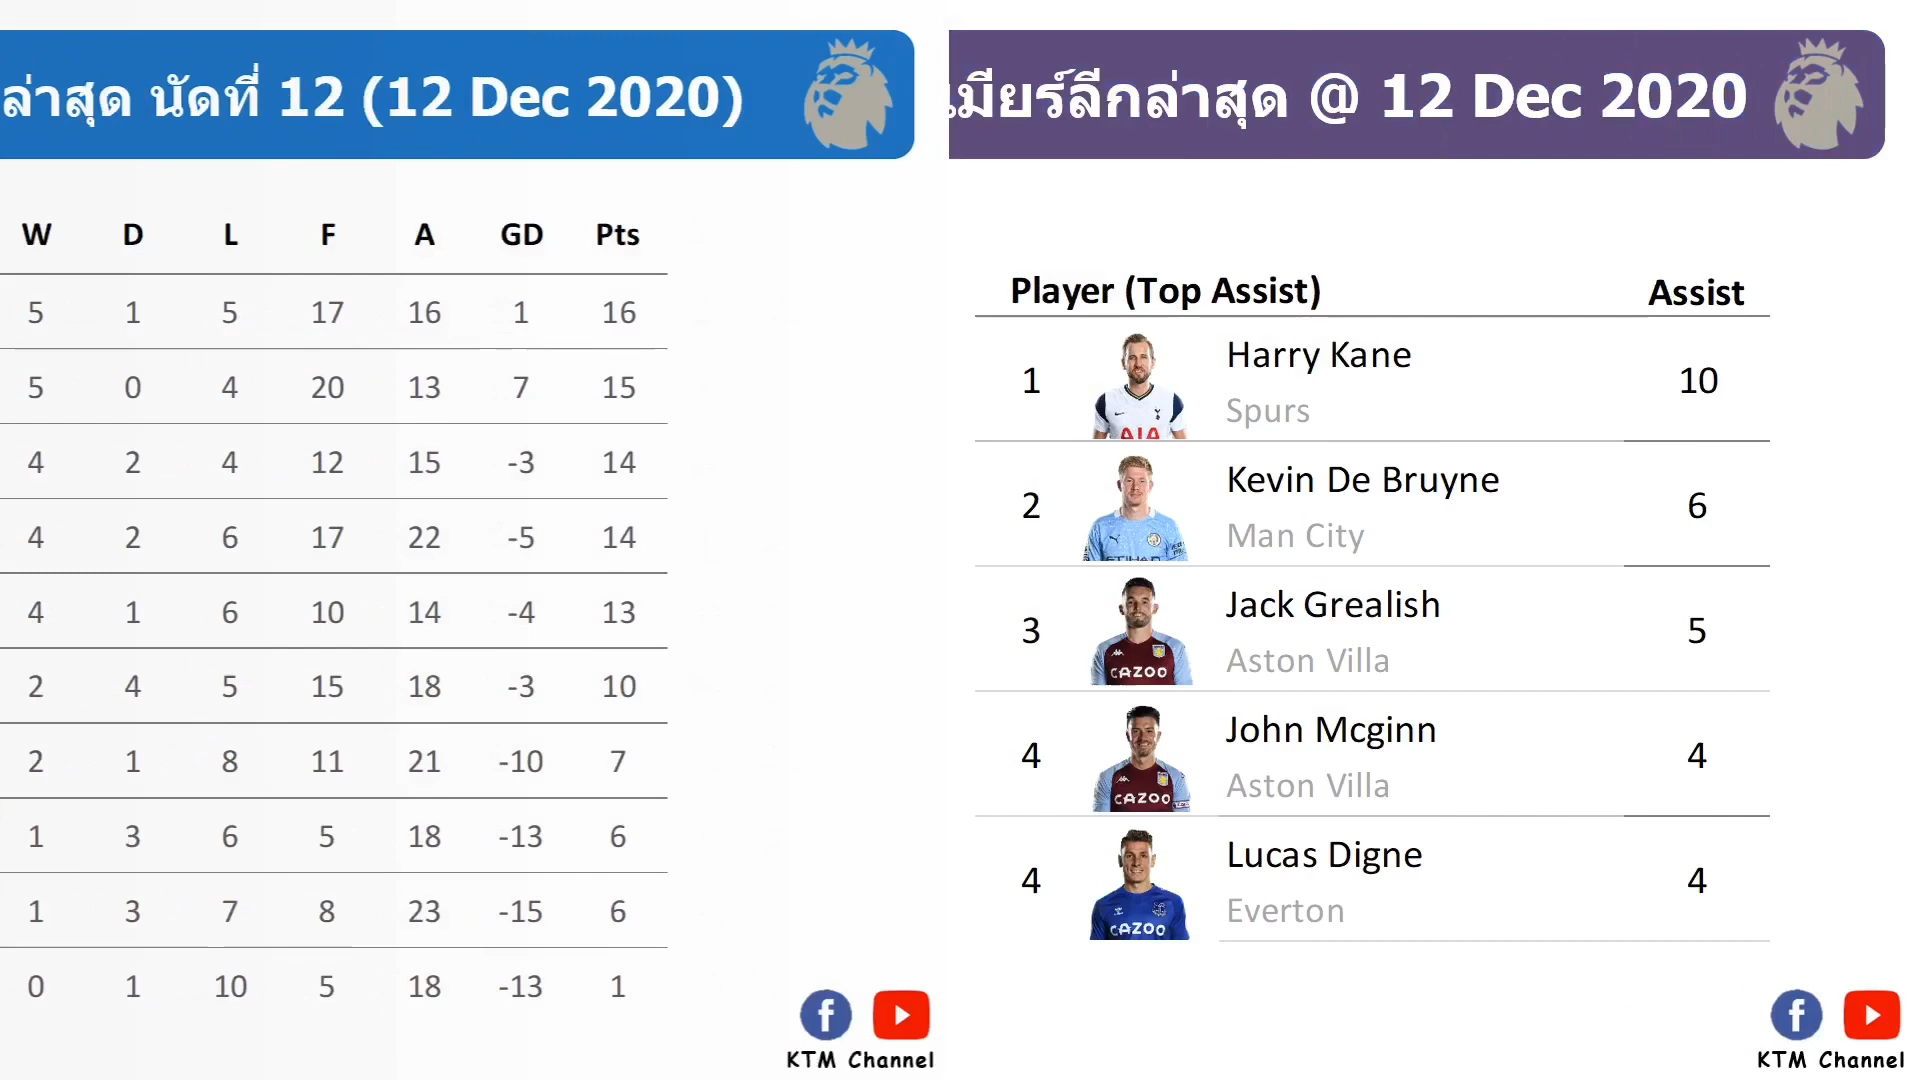 ล่าสุด นัดที่ 12 (12 Dec 2020)
W D L F A GD Pts
5 1 5 17 16 1 16
5 0 4 20 13 7 15
4 2 4 12 15 -3 14
4 2 6 17 22 -5 14
4 1 6 10 14 -4 13
2 4 5 15 18 -3 10
2 1 8 11 21 -10 7
1 3 6 5 18 -13 6
1 3 7 8 23 -15 6
0 1 10 5 18 -13 1
KTM Channel
เมียร์ลีกล่าสุด @ 12 Dec 2020
Player (Top Assist) Assist
1 Harry Kane 10
Spurs
AIA
2 Kevin De Bruyne 6
Man City
3 Jack Grealish 5
Aston Villa
CAZOO
4 John Mcginn 4
Aston Villa
CAZOO
4 Lucas Digne 4
Everton
CAZOO
KTM Channel